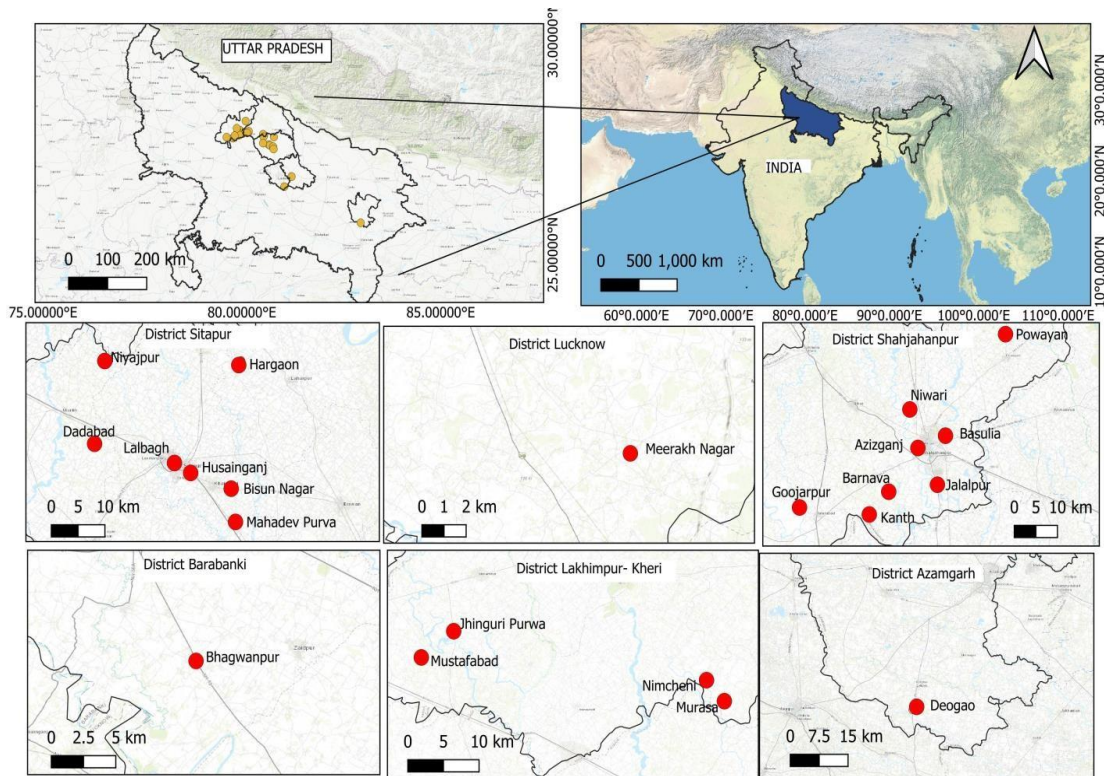 UTTAR PRADESH
0 100 200 km
75.000000°E
80.000000°E
85.000000°E
25.000000°N
30.000000°N
INDIA
0 500 1,000 km
60°0.000'E
70°0.000'E
80°0.000'E
90°0.000'E
100°0.000'E
110°0.000'E
10°0.000'N
20°0.000'N
30°0.000'N
District Sitapur
Niyajpur
Hargaon
Dadabad
Lalbagh
Husainganj
Bisun Nagar
Mahadev Purva
0 5 10 km
District Lucknow
Meerakh Nagar
0 1 2 km
District Shahjahanpur
Powayan
Niwari
Basulia
Azizganj
Barnava
Jalalpur
Goojarpur
Kanth
0 5 10 km
District Barabanki
Bhagwanpur
0 2.5 5 km
District Lakhimpur- Kheri
Jhinguri Purwa
Mustafabad
Nimcheni
Murasa
0 5 10 km
District Azamgarh
Deogao
0 7.5 15 km